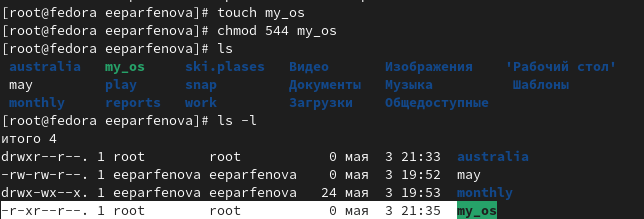 [root@fedora eeparfenova]# touch my_os
[root@fedora eeparfenova]# chmod 544 my_os
[root@fedora eeparfenova]# ls
australia my_os ski.plases Видео Изображения 'Рабочий стол'
may play snap Документы Музыка Шаблоны
monthly reports work Загрузки Общедоступные
[root@fedora eeparfenova]# ls -l
итого 4
drwxr--r--. 1 root root 0 мая 3 21:33 australia
-rw-rw-r--. 1 eeparfenova eeparfenova 0 мая 3 19:52 may
drwx-wx--x. 1 eeparfenova eeparfenova 24 мая 3 19:53 monthly
-r-xr--r--. 1 root root 0 мая 3 21:35 my_os